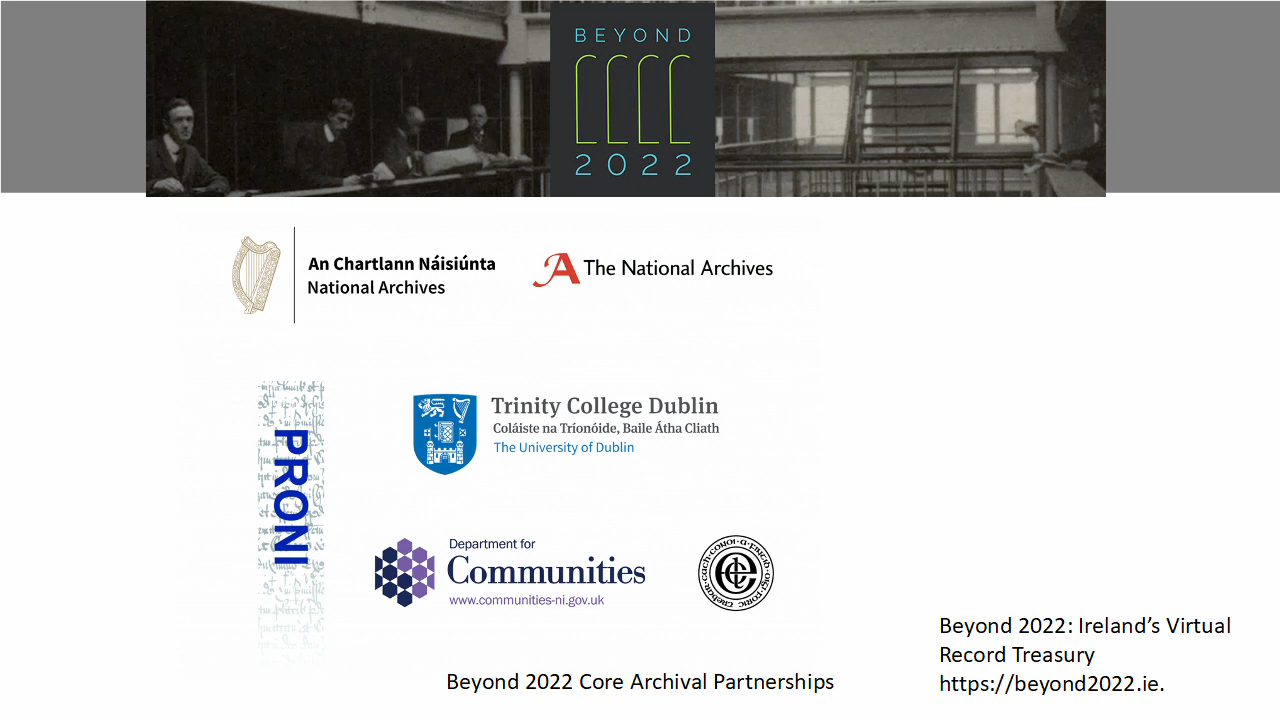 BEYOND
2022
An Chartlann Náisiúnta
National Archives
The National Archives
PRONI
Trinity College Dublin
Coláiste na Tríonóide, Baile Átha Cliath
The University of Dublin
Department for
Communities
www.communities-ni.gov.uk
Beyond 2022 Core Archival Partnerships
Beyond 2022: Ireland’s Virtual
Record Treasury
https://beyond2022.ie.